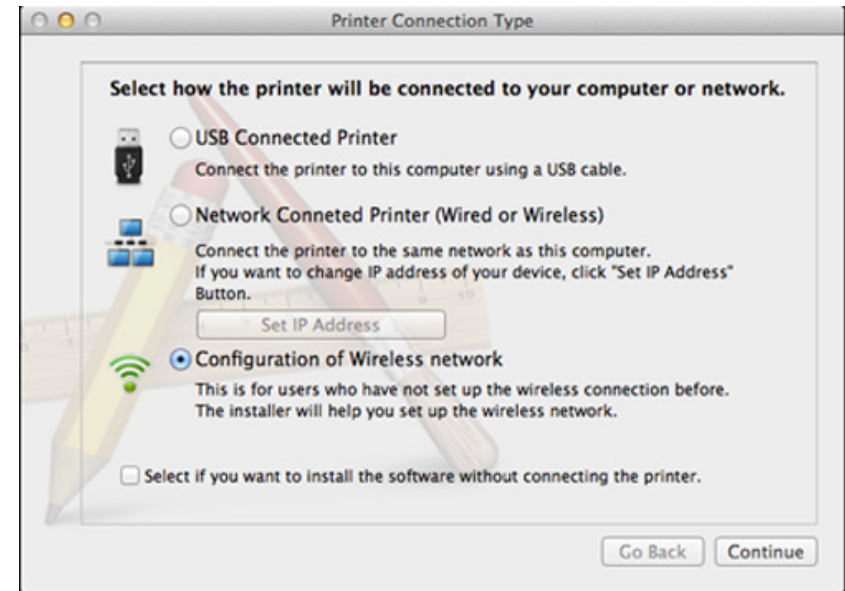 Printer Connection Type
Select how the printer will be connected to your computer or network.
USB Connected Printer
Connect the printer to this computer using a USB cable.
Network Conneted Printer (Wired or Wireless)
Connect the printer to the same network as this computer.
If you want to change IP address of your device, click "Set IP Address"
Button.
Set IP Address
Configuration of Wireless network
This is for users who have not set up the wireless connection before.
The installer will help you set up the wireless network.
Select if you want to install the software without connecting the printer.
Go Back Continue